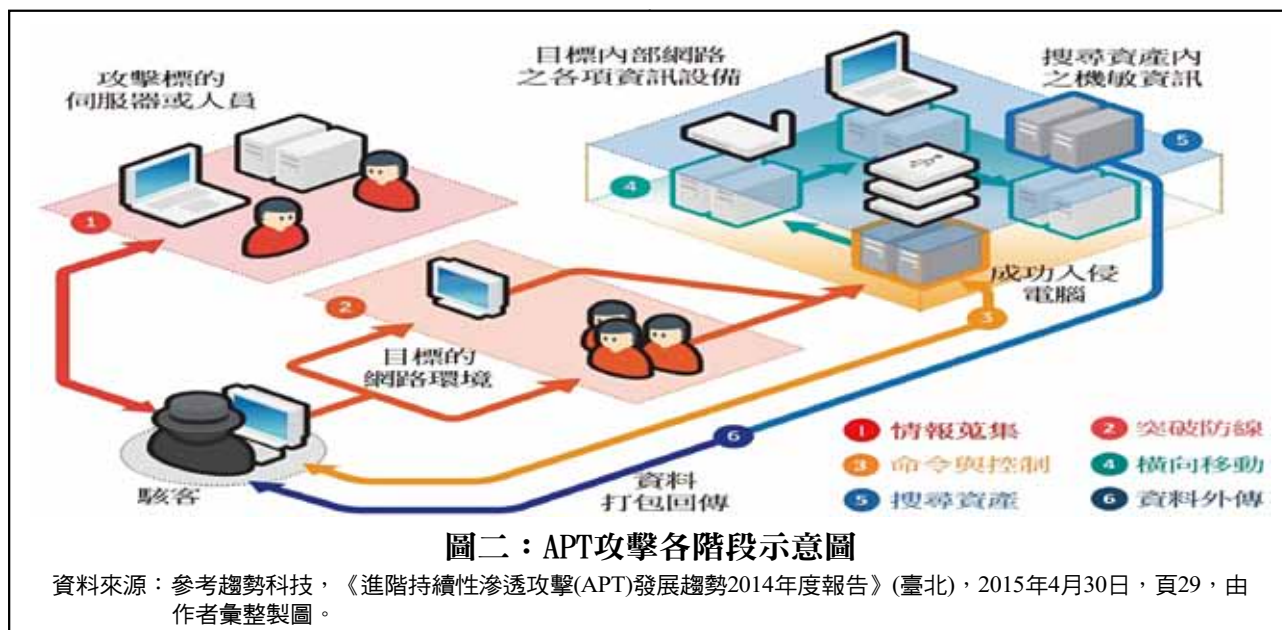 攻擊標的
伺服器或人員
目標內部網路
之各項資訊設備
搜尋資產內
之機敏資訊
1
2
4
5
成功入侵
電腦
3
目標的
網路環境
駭客
6
資料
打包回傳
1 情報蒐集
2 突破防線
3 命令與控制
4 橫向移動
5 搜尋資產
6 資料外傳
圖二：APT攻擊各階段示意圖
資料來源：參考趨勢科技，《進階持續性滲透攻擊(APT)發展趨勢2014年度報告》(臺北)，2015年4月30日，頁29，由
作者彙整製圖。